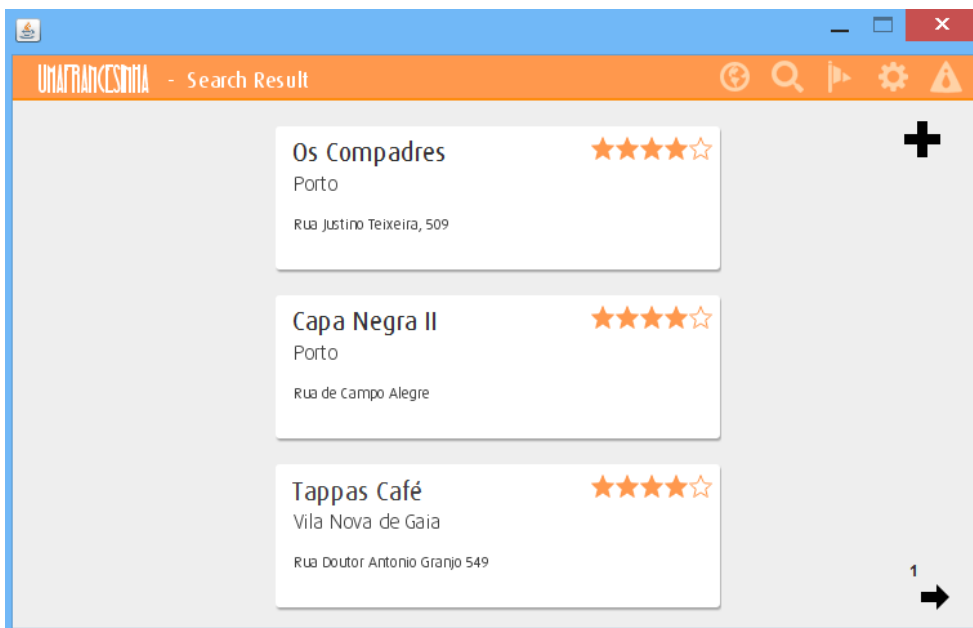 UMAFRANCESINHA - Search Result
Os Compadres
Porto
Rua Justino Teixeira, 509
Capa Negra II
Porto
Rua de Campo Alegre
Tappas Café
Vila Nova de Gaia
Rua Doutor Antonio Granjo 549
1